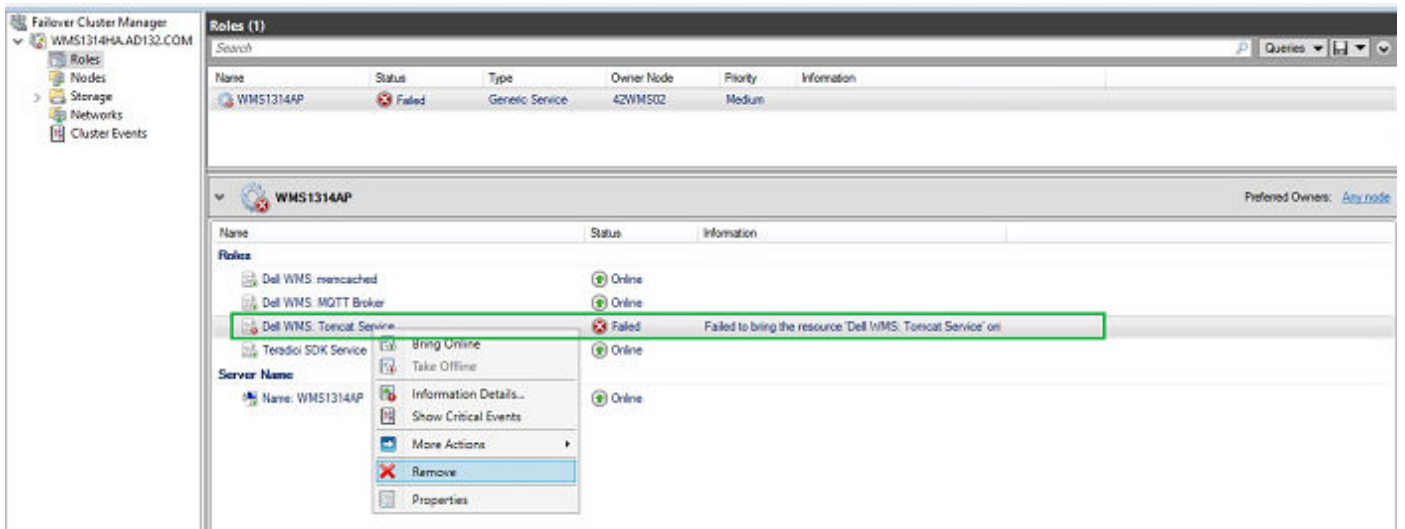 Failover Cluster Manager
WMS1314HA.AD132.COM
Roles
Nodes
Storage
Networks
Cluster Events
Roles (1)
Search
Queries
Name Status Type Owner Node Priority Information
WMS1314AP Failed Generic Service 42WMS02 Medium
WMS1314AP Preferred Owners: Any node
Name Status Information
Roles
Dell WMS: memcached Online
Dell WMS: MQTT Broker Online
Dell WMS: Tomcat Service Failed Failed to bring the resource 'Dell WMS: Tomcat Service' onl
Teradici SDK Service Online
Server Name
Name: WMS1314AP Online
Bring Online
Take Offline
Information Details...
Show Critical Events
More Actions
Remove
Properties